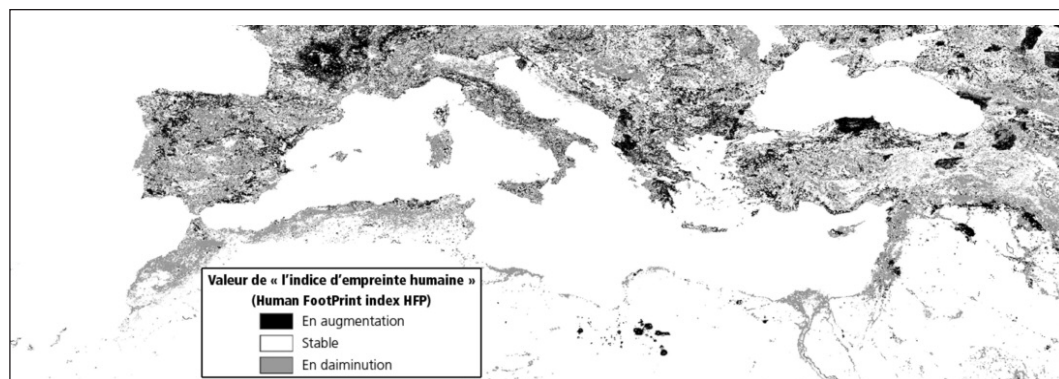 Valeur de « l’indice d’empreinte humaine »
(Human FootPrint index HFP)
En augmentation
Stable
En daiminution